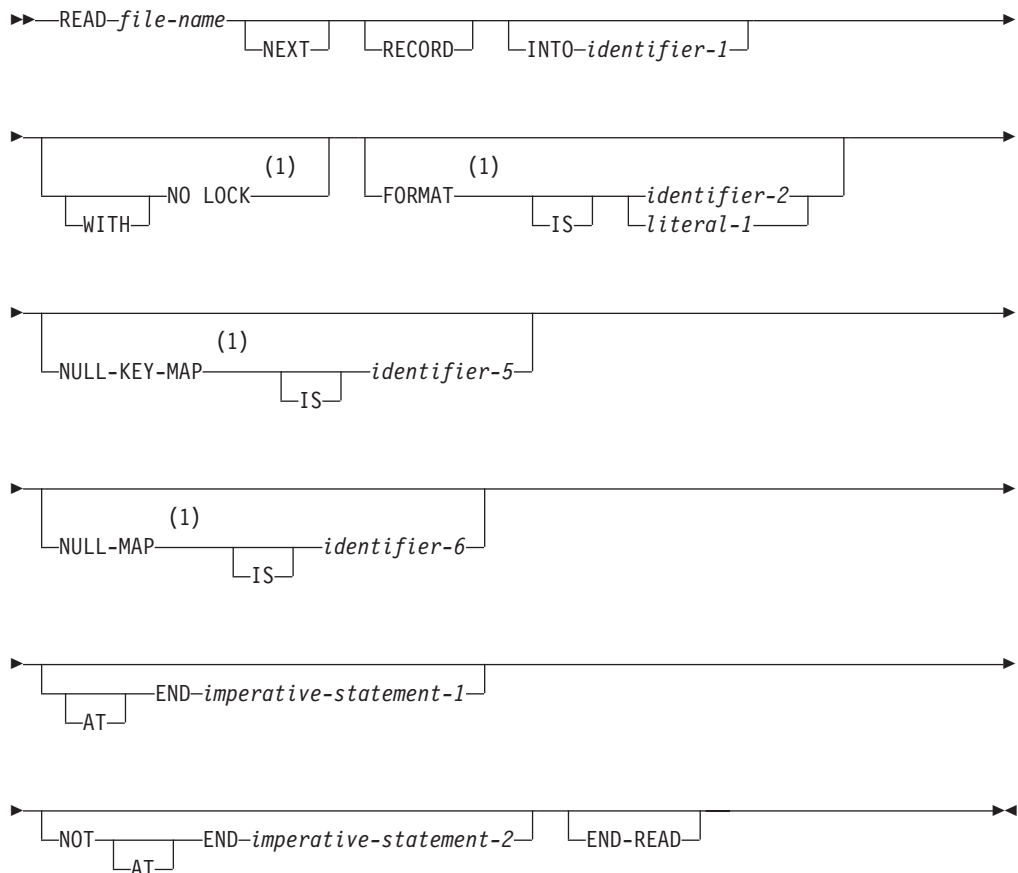 READ file-name
NEXT RECORD INTO identifier-1
(1) (1)
NO LOCK FORMAT identifier-2
WITH IS literal-1
(1)
NULL-KEY-MAP identifier-5
IS
(1)
NULL-MAP identifier-6
IS
END imperative-statement-1
AT
NOT END imperative-statement-2 END-READ
AT